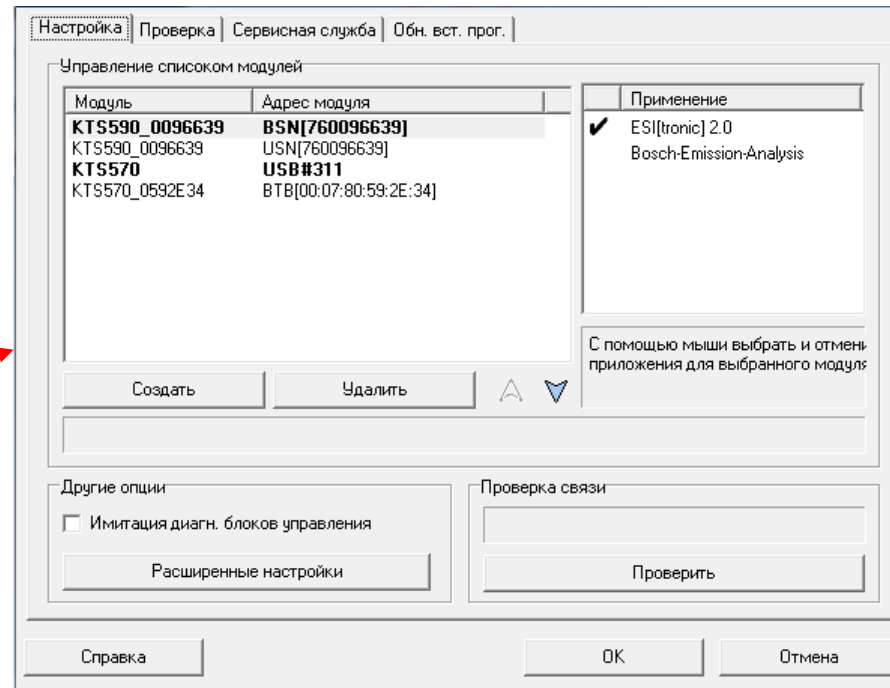 Настройка Проверка Сервисная служба Обн. вст. прог.
Управление списоком модулей
Модуль Адрес модуля
KTS590_0096639 BSN[760096639]
KTS590_0096639 USN[760096639]
KTS570 USB#311
KTS570_0592E34 BTB[00:07:80:59:2E:34]
Применение
ESI[tronic] 2.0
Bosch-Emission-Analysis
С помощью мыши выбрать и отмени
приложения для выбранного модуля
Создать Удалить
Другие опции
Имитация диагн. блоков управления
Расширенные настройки
Проверка связи
Проверить
Справка OK Отмена